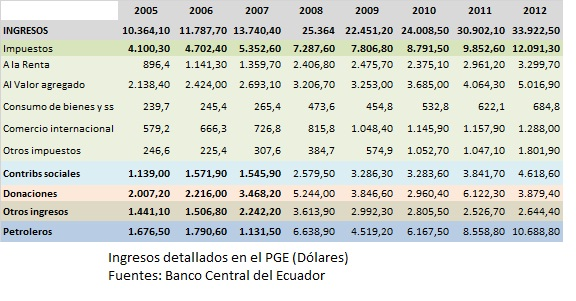 2005 2006 2007 2008 2009 2010 2011 2012
INGRESOS 10.364,10 11.787,70 13.740,40 25.364 22.451,20 24.008,50 30.902,10 33.922,50
Impuestos 4.100,30 4.702,40 5.352,60 7.287,60 7.806,80 8.791,50 9.852,60 12.091,30
A la Renta 896,4 1.141,30 1.359,70 2.406,80 2.475,70 2.375,10 2.961,20 3.299,70
Al Valor agregado 2.138,40 2.424,00 2.693,10 3.206,70 3.253,00 3.685,00 4.064,30 5.016,90
Consumo de bienes y ss 239,7 245,4 265,4 473,6 454,8 532,8 622,1 684,8
Comercio internacional 579,2 666,3 726,8 815,8 1.048,40 1.145,90 1.157,90 1.288,00
Otros impuestos 246,6 225,4 307,6 384,7 574,9 1.052,70 1.047,10 1.801,90
Contribs sociales 1.139,00 1.571,90 1.545,90 2.579,50 3.286,30 3.283,60 3.841,70 4.618,60
Donaciones 2.007,20 2.216,00 3.468,20 5.244,00 3.846,60 2.960,40 6.122,30 3.879,40
Otros ingresos 1.441,10 1.506,80 2.242,20 3.613,90 2.992,30 2.805,50 2.526,70 2.644,40
Petroleros 1.676,50 1.790,60 1.131,50 6.638,90 4.519,20 6.167,50 8.558,80 10.688,80
Ingresos detallados en el PGE (Dólares)
Fuentes: Banco Central del Ecuador